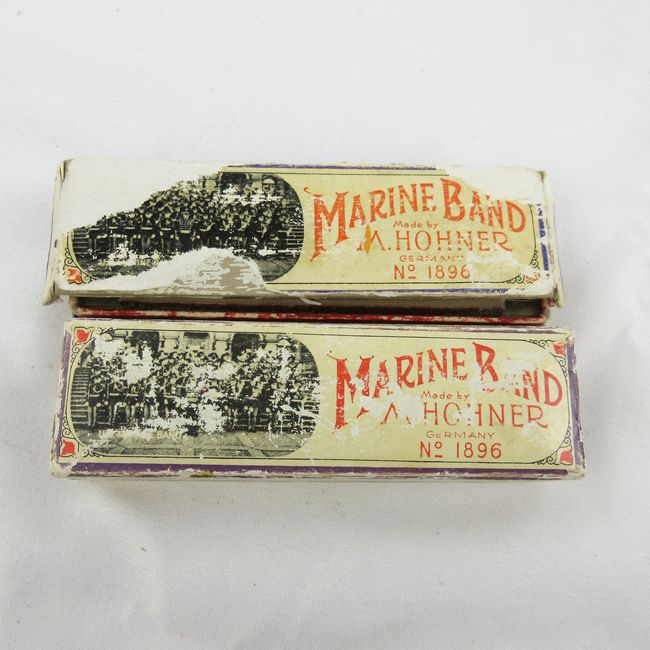 MARINE BAND
Made by
M. HOHNER
GERMANY
No 1896
MARINE BAND
Made by
M. HOHNER
GERMANY
No 1896